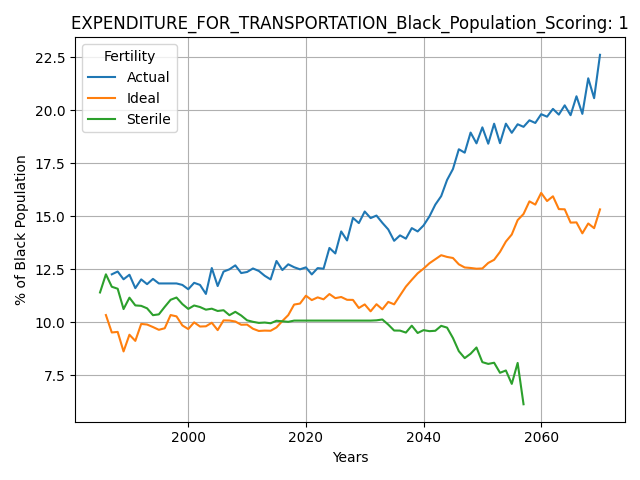 EXPENDITURE_FOR_TRANSPORTATION_Black_Population_Scoring: 1
Fertility
Actual
Ideal
Sterile
% of Black Population
22.5
20.0
17.5
15.0
12.5
10.0
7.5
2000
2020
2040
2060
Years